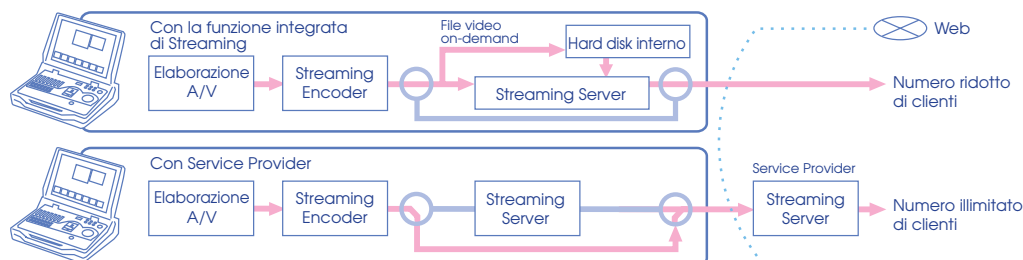 Con la funzione integrata
di Streaming
File video
on-demand
Hard disk interno
Web
Elaborazione
A/V
Streaming
Encoder
Streaming Server
Numero ridotto
di clienti
Con Service Provider
Service Provider
Elaborazione
A/V
Streaming
Encoder
Streaming
Server
Streaming
Server
Numero illimitato
di clienti